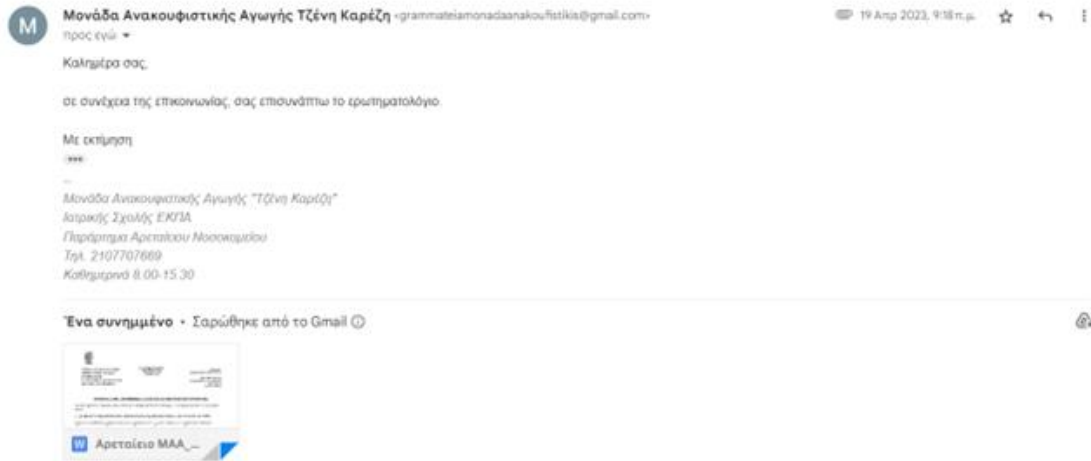 M
Μονάδα Ανακουφιστικής Αγωγής Τζένη Καρέζη <grammateiamonadaanakoufistikis@gmail.com>
19 Απρ 2023, 9:18 π.μ.
προς εγώ
Καλημέρα σας,
σε συνέχεια της επικοινωνίας, σας επισυνάπτω το ερωτηματολόγιο.
Με εκτίμηση
...
--
Μονάδα Ανακουφιστικής Αγωγής "Τζένη Καρέζη"
Ιατρικής Σχολής ΕΚΠΑ
Παράρτημα Αρεταίειου Νοσοκομείου
Τηλ. 2107707669
Καθημερινά 8.00-15.30
Ένα συνημμένο • Σαρώθηκε από το Gmail
W Αρεταίειο ΜΑΑ_...